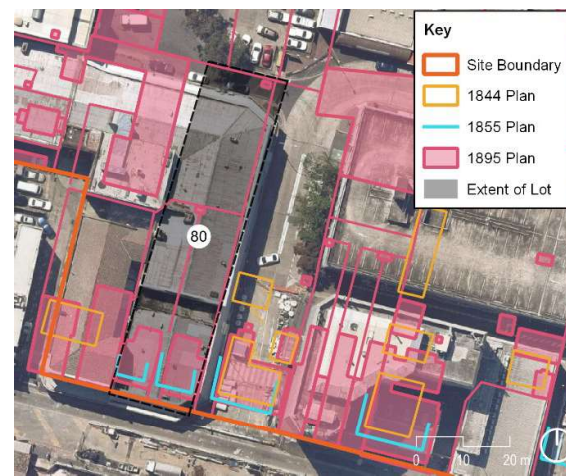 Key
Site Boundary
1844 Plan
1855 Plan
1895 Plan
Extent of Lot
80
0 10 20 m